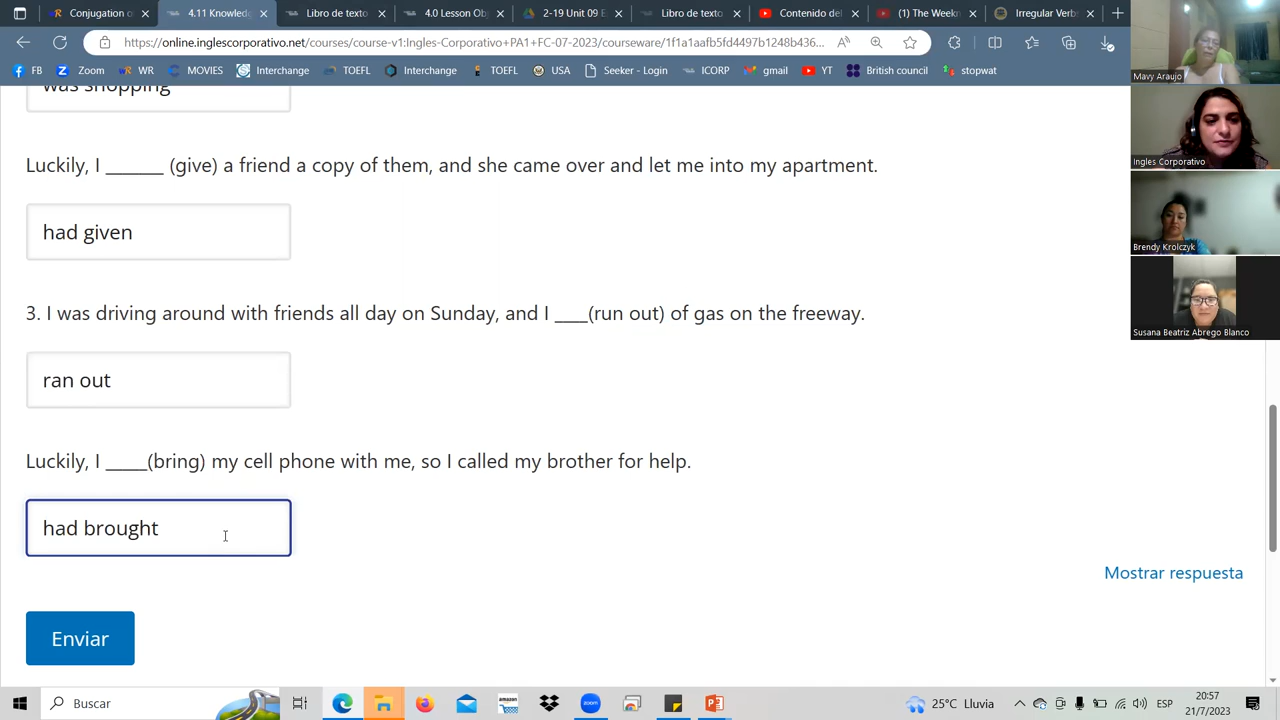 Conjugation o
4.11 Knowledg
Libro de texto
4.0 Lesson Ob
2-19 Unit 09 E
Libro de texto
Contenido del
(1) The Weekn
Irregular Verbs
https://online.inglescorporativo.net/courses/course-v1:Ingles-Corporativo+PA1+FC-07-2023/courseware/1f1a1aafb5fd4497b1248b436...
FB
Zoom
WR
MOVIES
Interchange
TOEFL
Interchange
TOEFL
USA
Seeker - Login
ICORP
gmail
YT
British council
stopwat
Mavy Araujo
Ingles Corporativo
Brendy Krolczyk
Susana Beatriz Abrego Blanco
was shopping
Luckily, I _______ (give) a friend a copy of them, and she came over and let me into my apartment.
had given
3. I was driving around with friends all day on Sunday, and I ____(run out) of gas on the freeway.
ran out
Luckily, I _____(bring) my cell phone with me, so I called my brother for help.
had brought
Mostrar respuesta
Enviar
Buscar
amazon
zoom
25°C Lluvia
ESP
20:57
21/7/2023